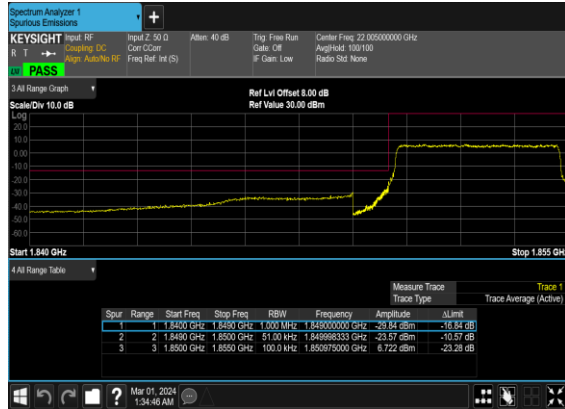 Spectrum Analyzer 1
Spurious Emissions
+
KEYSIGHT Input: RF Input Z: 50 Ω Atten: 40 dB Trig: Free Run Center Freq: 22.005000000 GHz
R T Coupling: DC Corr CCorr Gate: Off Avg|Hold: 100/100
Align: Auto/No RF Freq Ref: Int (S) IF Gain: Low Radio Std: None
PASS
3 All Range Graph
Ref Lvl Offset 8.00 dB
Scale/Div 10.0 dB Ref Value 30.00 dBm
Log
20.0
10.0
0.00
-10.0
-20.0
-30.0
-40.0
-50.0
-60.0
Start 1.840 GHz Stop 1.855 GH
4 All Range Table
Measure Trace Trace 1
Trace Type Trace Average (Active)
Spur Range Start Freq Stop Freq RBW Frequency Amplitude ΔLimit
1 1 1.8400 GHz 1.8490 GHz 1.000 MHz 1.849000000 GHz -29.84 dBm -16.84 dB
2 2 1.8490 GHz 1.8500 GHz 51.00 kHz 1.849998333 GHz -23.57 dBm -10.57 dB
3 3 1.8500 GHz 1.8550 GHz 100.0 kHz 1.850975000 GHz 6.722 dBm -23.28 dB
?
Mar 01, 2024
1:34:46 AM